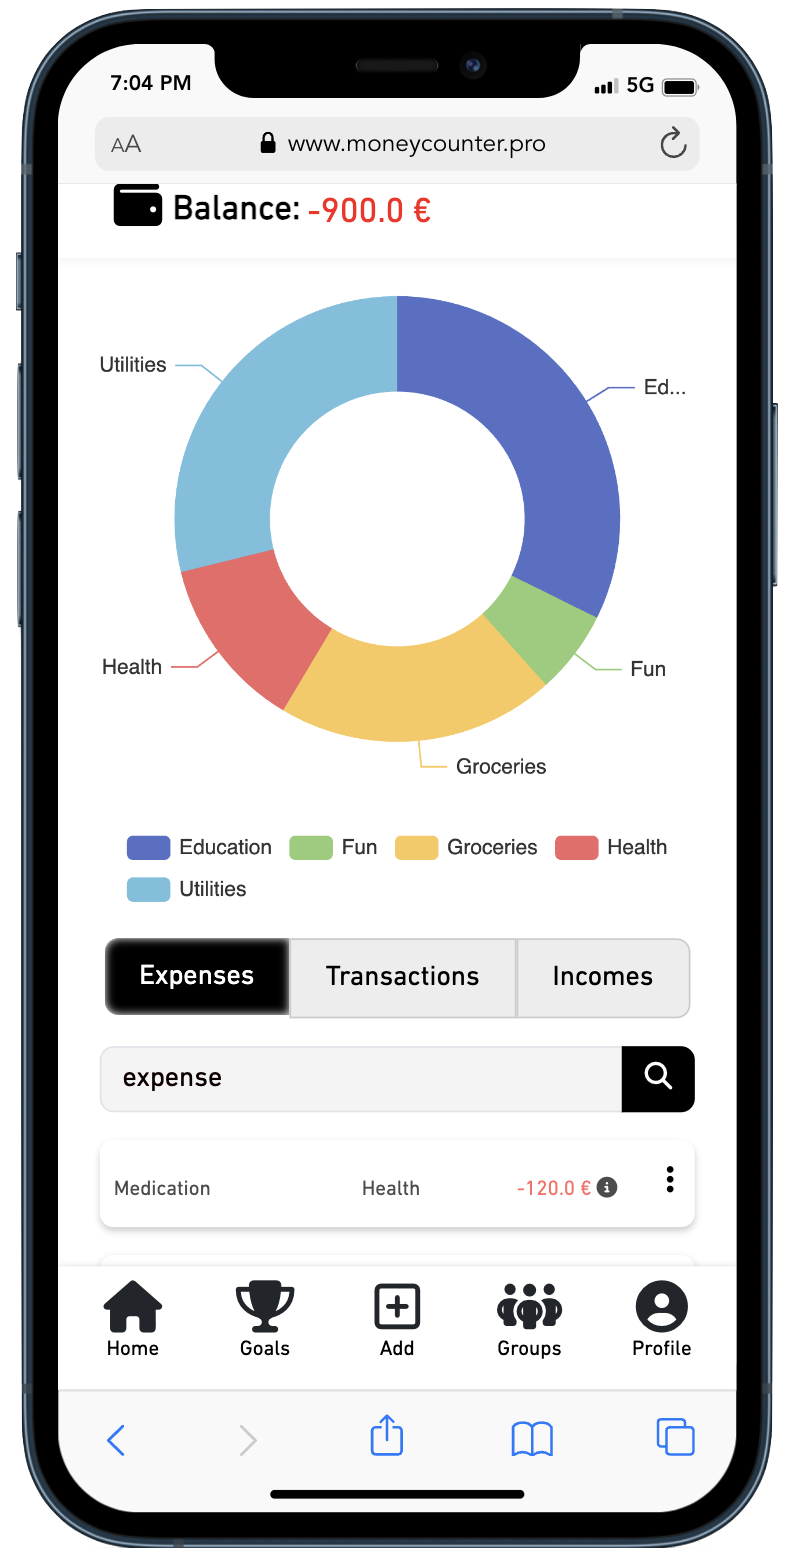 7:04 PM 5G
AA www.moneycounter.pro
Balance: -900.0 €
Utilities
Ed...
Health
Fun
Groceries
Education Fun Groceries Health
Utilities
Expenses Transactions Incomes
expense
Medication Health -120.0 €
Home Goals Add Groups Profile